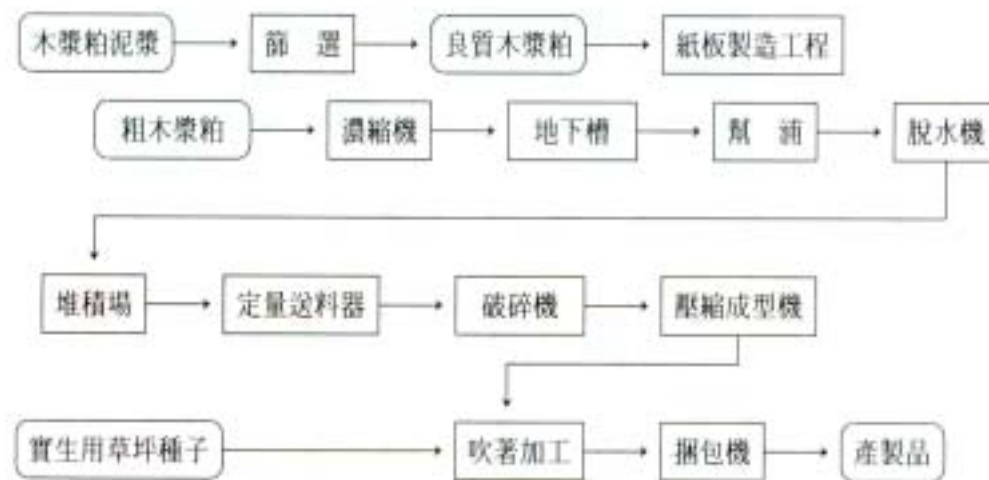 木漿粕泥漿 篩選 良質木漿粕 紙板製造工程
粗木漿粕 濃縮機 地下槽 幫浦 脫水機
堆積場 定量送料器 破碎機 壓縮成型機
實生用草坪種子 吹著加工 捆包機 產製品